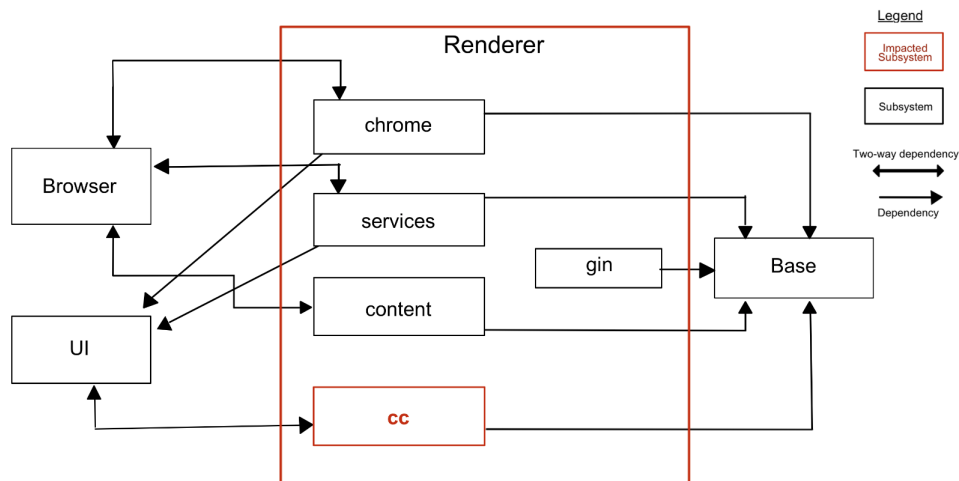 Renderer
Legend
Impacted
Subsystem
Subsystem
Two-way dependency
Dependency
chrome
Browser
services
gin
Base
content
UI
cc